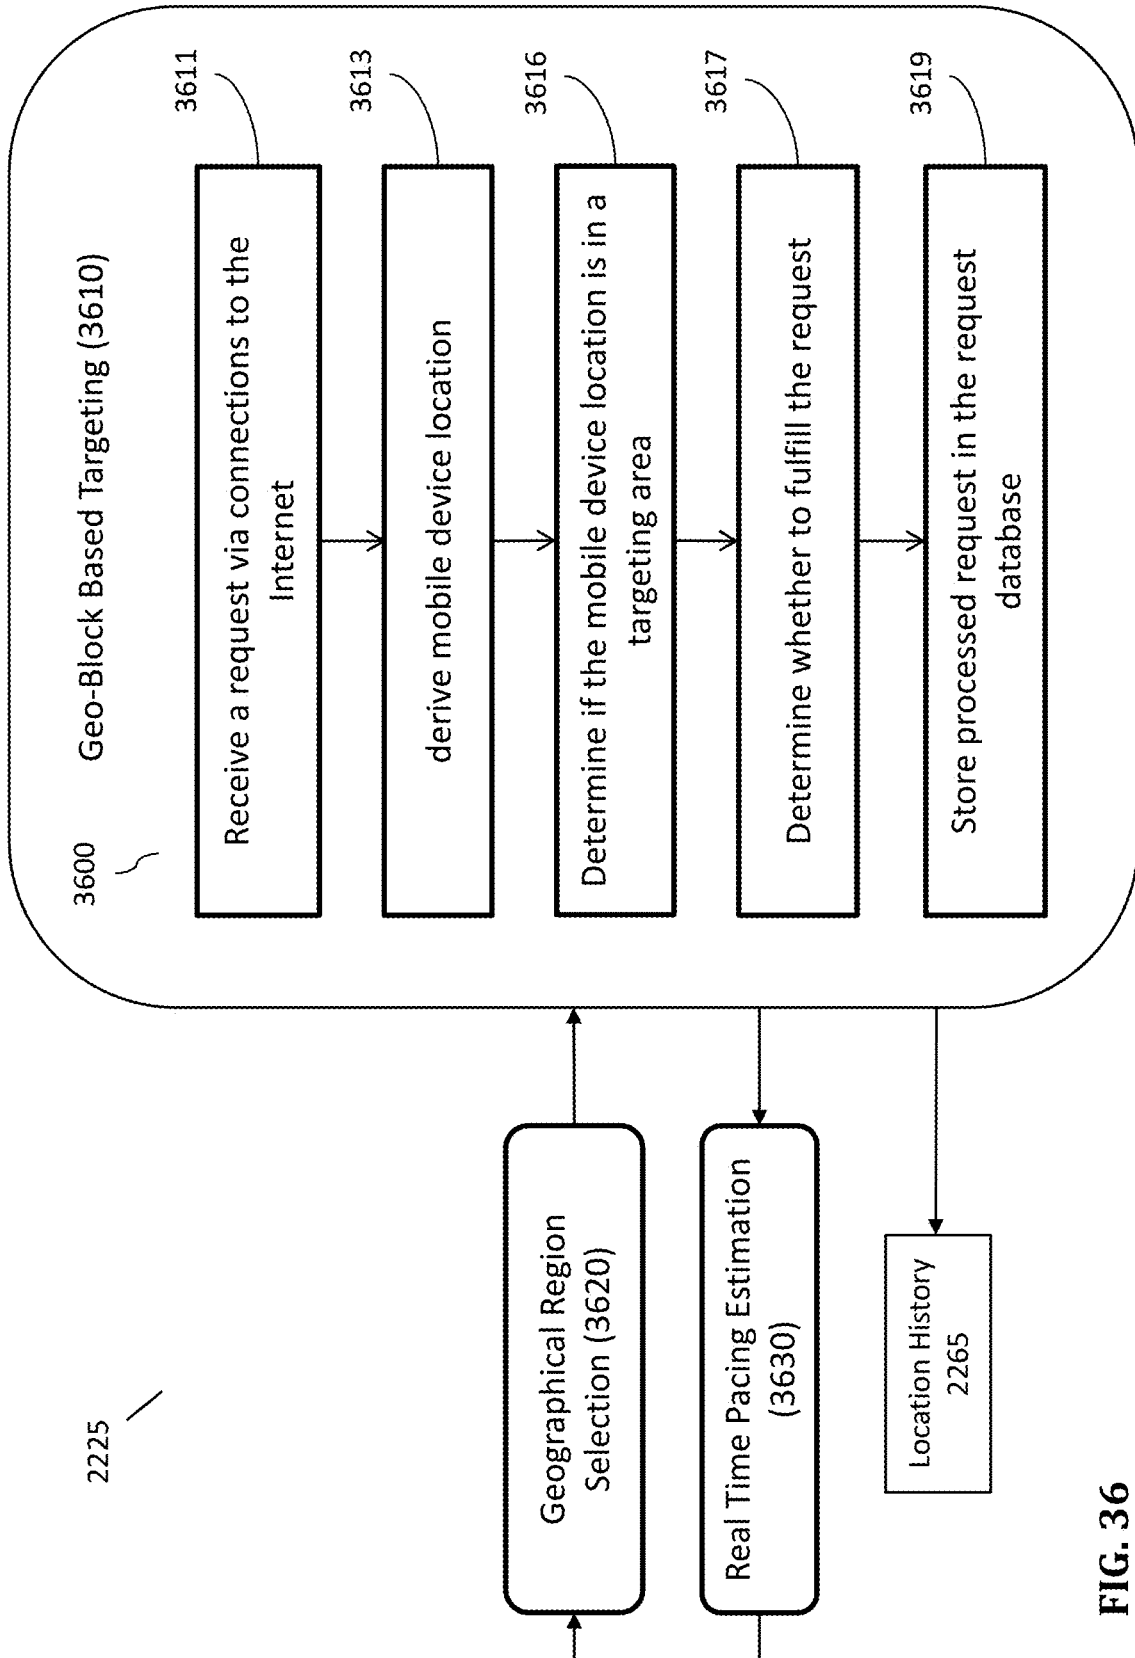 2225
Geographical Region
Selection (3620)
Real Time Pacing Estimation
(3630)
Location History
2265
3600
Geo-Block Based Targeting (3610)
Receive a request via connections to the
Internet
3611
derive mobile device location
3613
Determine if the mobile device location is in a
targeting area
3616
Determine whether to fulfill the request
3617
Store processed request in the request
database
3619
FIG. 36